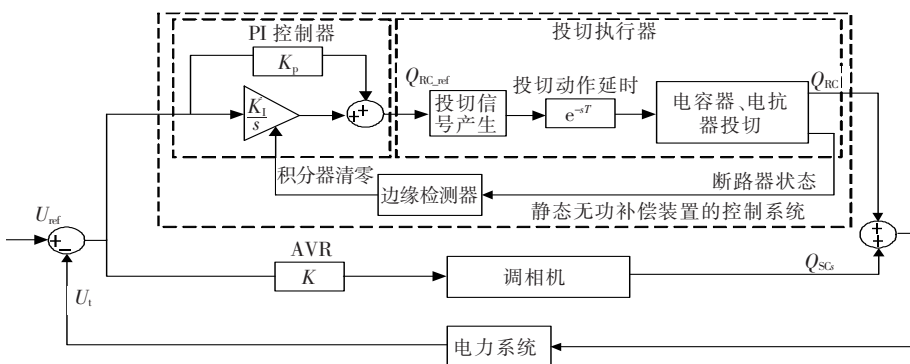 PI 控制器
投切执行器
K_p
Q_RC_ref
投切动作延时
Q_RC
K_I
s
++
投切信
号产生
e^{-sT}
电容器、电抗
器投切
积分器清零
边缘检测器
断路器状态
静态无功补偿装置的控制系统
U_ref
+
−
+
+
AVR
K
调相机
Q_SCs
U_t
电力系统